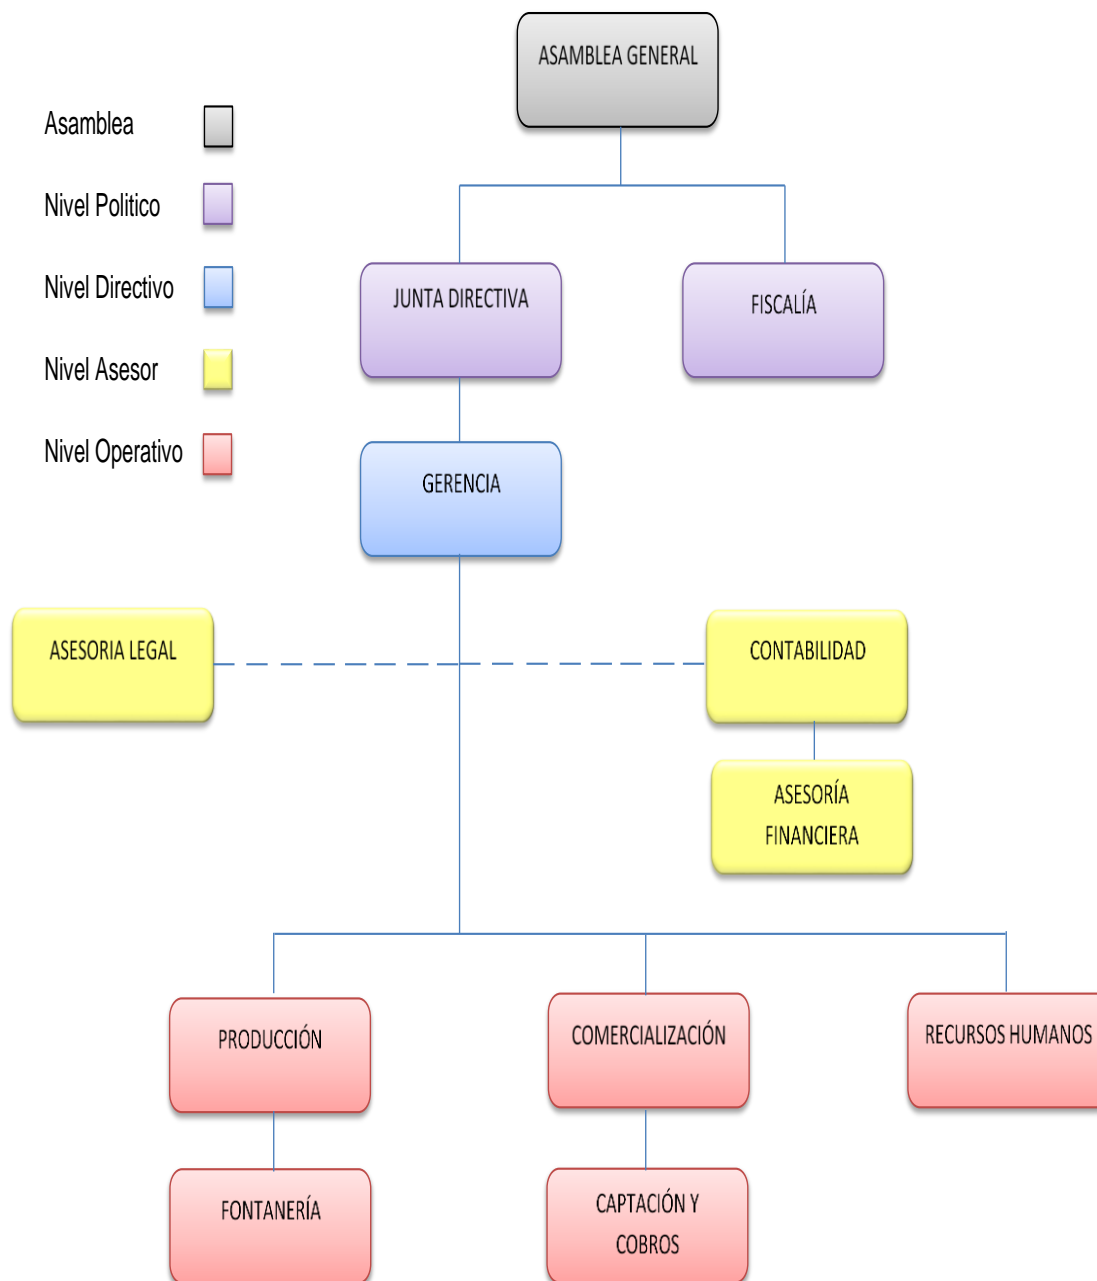 ASAMBLEA GENERAL
Asamblea
Nivel Politico
Nivel Directivo
Nivel Asesor
Nivel Operativo
JUNTA DIRECTIVA
FISCALÍA
GERENCIA
ASESORIA LEGAL
CONTABILIDAD
ASESORÍA
FINANCIERA
PRODUCCIÓN
COMERCIALIZACIÓN
RECURSOS HUMANOS
FONTANERÍA
CAPTACIÓN Y
COBROS